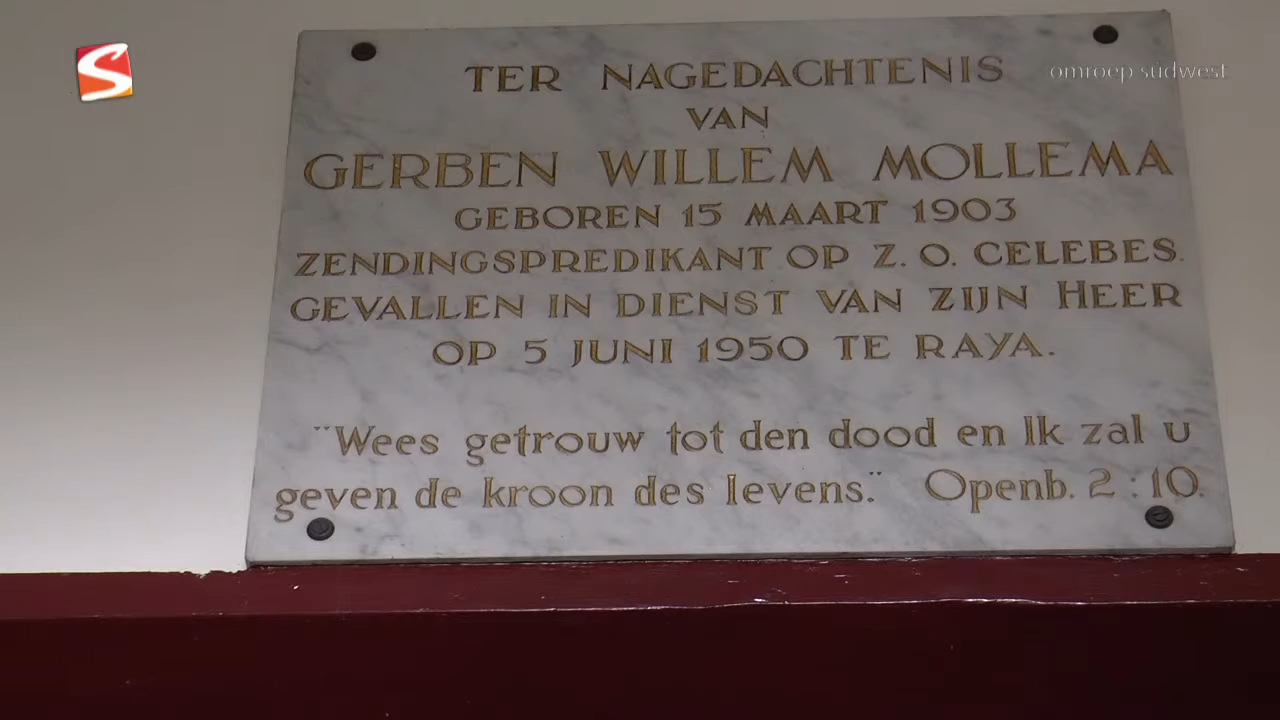 S
omroep súdwest
TER NAGEDACHTENIS
VAN
GERBEN WILLEM MOLLEMA
GEBOREN 15 MAART 1903
ZENDINGSPREDIKANT OP Z. O. CELEBES.
GEVALLEN IN DIENST VAN ZIJN HEER
OP 5 JUNI 1950 TE RAYA.
"Wees getrouw tot den dood en Ik zal u
geven de kroon des levens." Openb. 2:10.